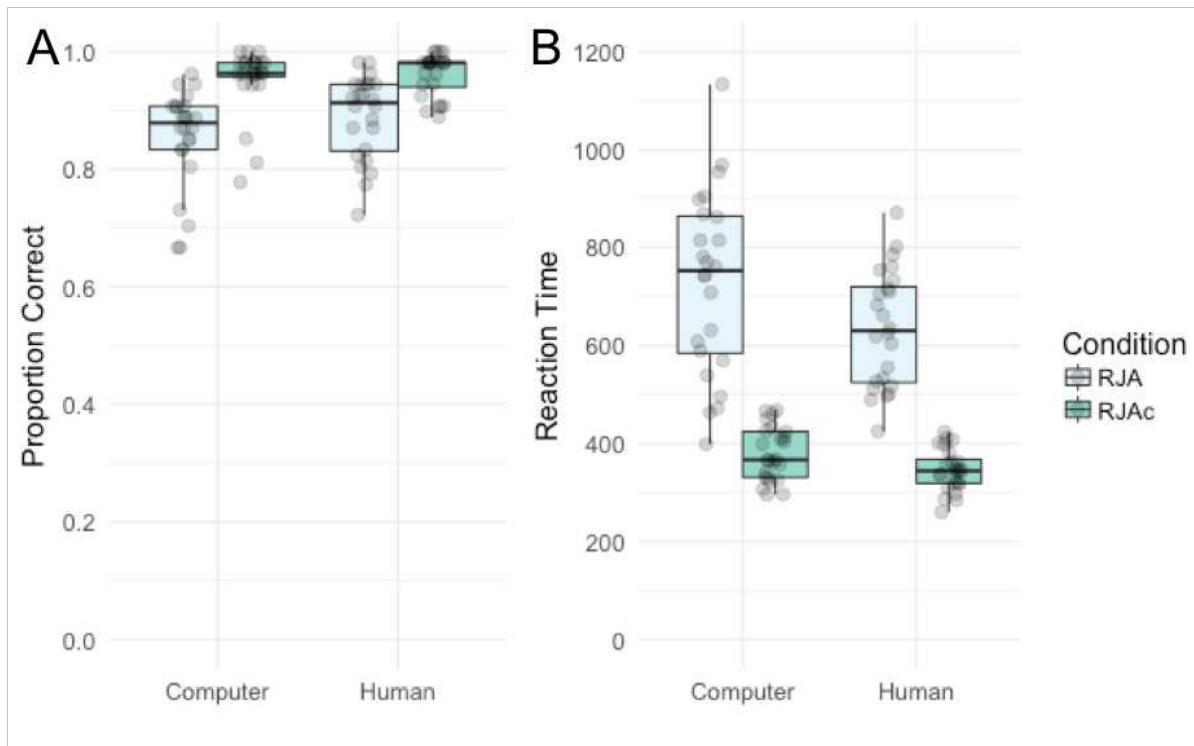 A
Proportion Correct
1.0
0.8
0.6
0.4
0.2
0.0
Computer
Human
B
Reaction Time
1200
1000
800
600
400
200
0
Computer
Human
Condition
RJA
RJAc